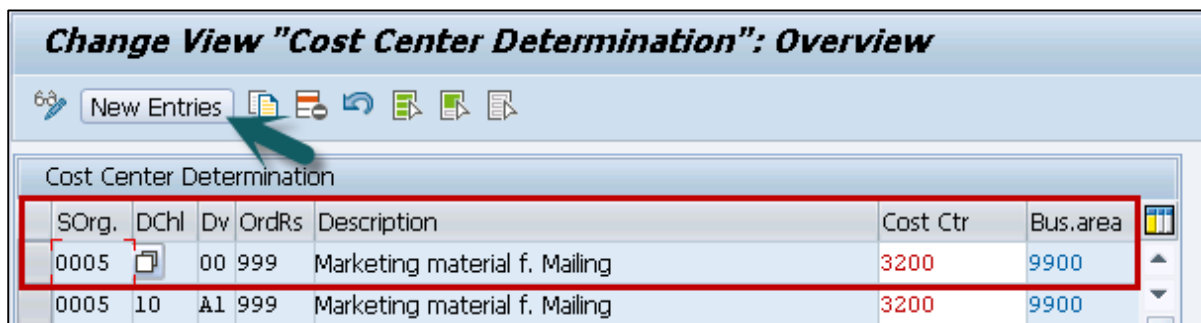 Change View "Cost Center Determination": Overview
New Entries
Cost Center Determination
SOrg. DChl Dv OrdRs Description Cost Ctr Bus.area
0005 00 999 Marketing material f. Mailing 3200 9900
0005 10 A1 999 Marketing material f. Mailing 3200 9900